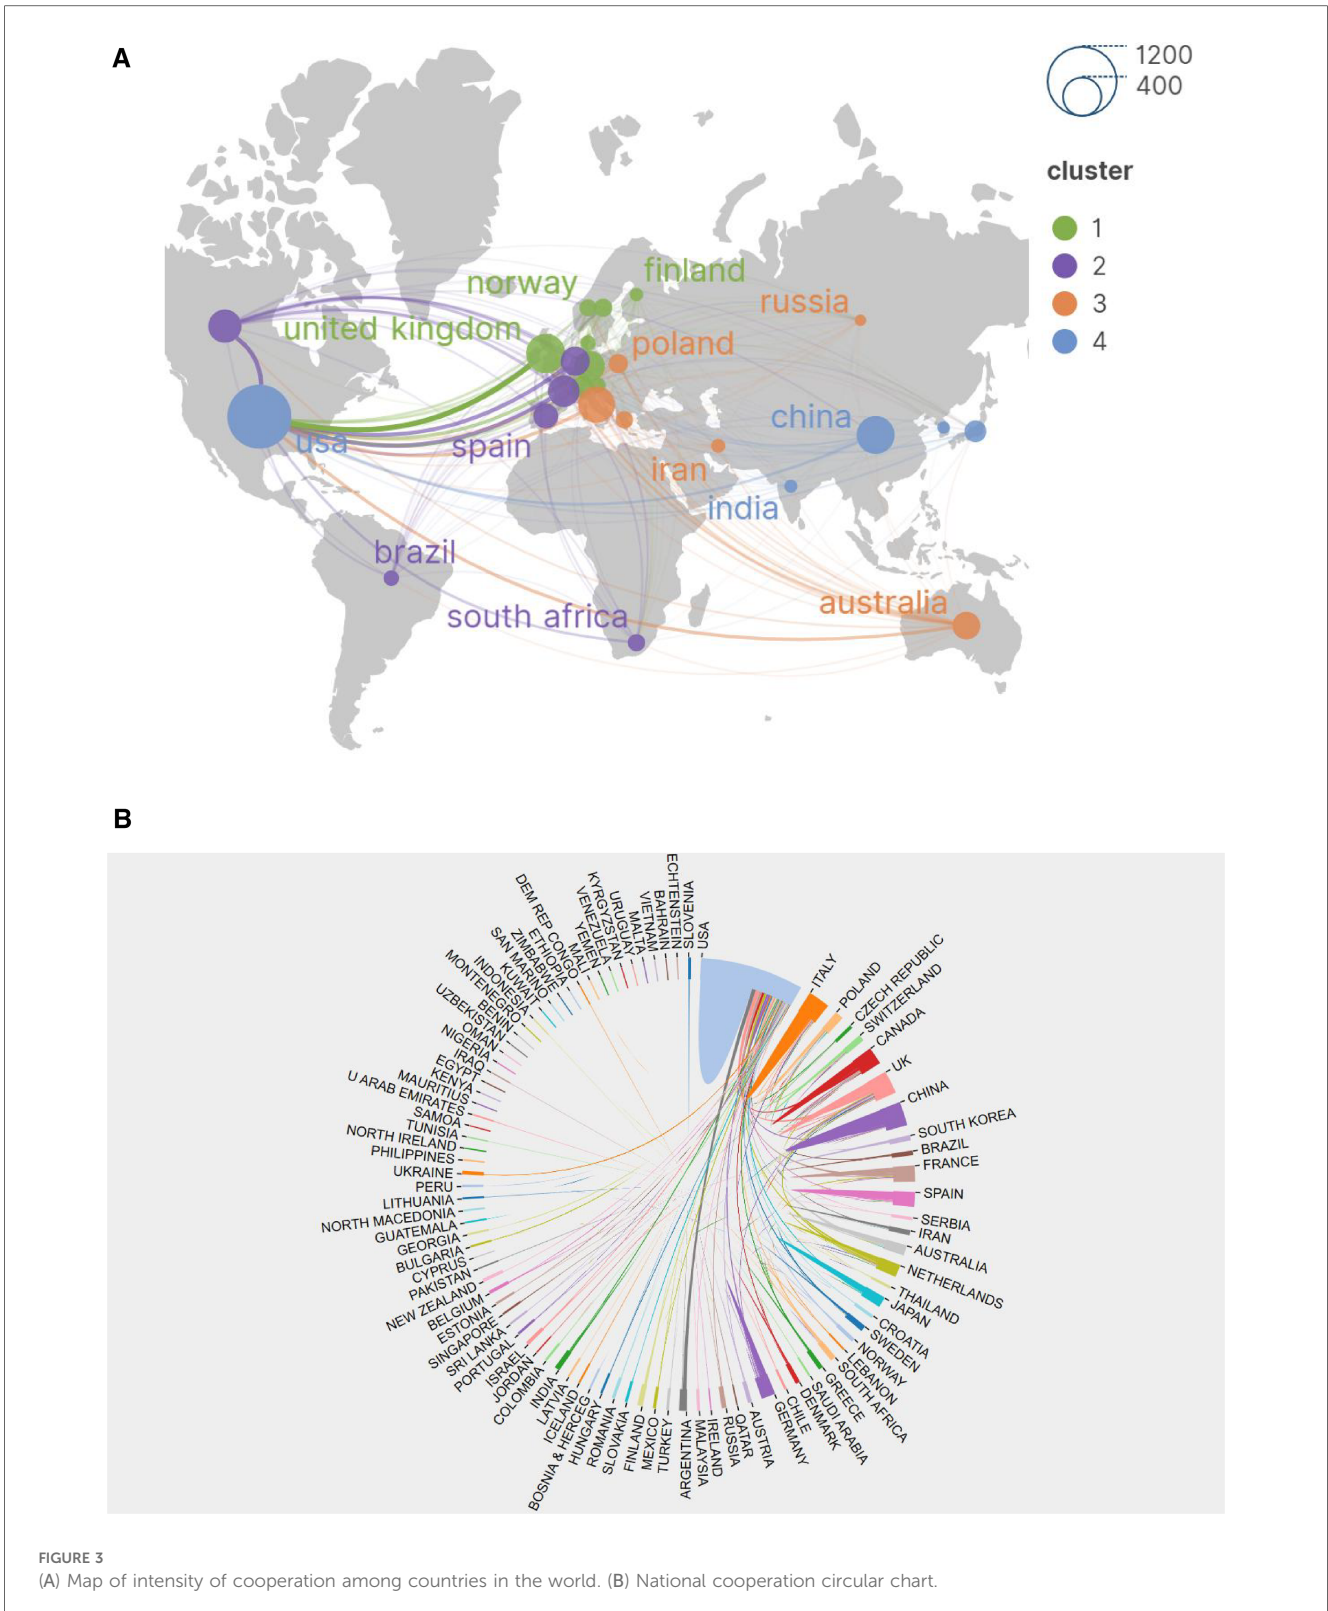 A
1200
400
cluster
1
2
3
4
finland
norway
russia
united kingdom
poland
china
usa
spain
iran
india
brazil
australia
south africa
B
USA
ITALY
POLAND
CZECH REPUBLIC
SWITZERLAND
CANADA
UK
CHINA
SOUTH KOREA
BRAZIL
FRANCE
SPAIN
SERBIA
IRAN
AUSTRALIA
NETHERLANDS
THAILAND
JAPAN
CROATIA
SWEDEN
NORWAY
LEBANON
SOUTH AFRICA
GREECE
SAUDI ARABIA
DENMARK
CHILE
GERMANY
AUSTRIA
QATAR
RUSSIA
IRELAND
MALAYSIA
ARGENTINA
TURKEY
MEXICO
FINLAND
SLOVAKIA
ROMANIA
HUNGARY
BOSNIA & HERCEG
ICELAND
LATVIA
INDIA
COLOMBIA
JORDAN
ISRAEL
PORTUGAL
SRI LANKA
SINGAPORE
ESTONIA
BELGIUM
NEW ZEALAND
PAKISTAN
CYPRUS
BULGARIA
GEORGIA
GUATEMALA
NORTH MACEDONIA
LITHUANIA
PERU
UKRAINE
PHILIPPINES
NORTH IRELAND
TUNISIA
SAMOA
U ARAB EMIRATES
MAURITIUS
KENYA
EGYPT
IRAQ
NIGERIA
OMAN
UZBEKISTAN
BENIN
MONTENEGRO
INDONESIA
KUWAIT
SAN MARINO
ZIMBABWE
ETHIOPIA
DEM REP CONGO
MALI
YEMEN
VENEZUELA
KYRGYZSTAN
URUGUAY
MALTA
VIETNAM
BAHRAIN
ECHTENSTEIN
SLOVENIA
FIGURE 3
(A) Map of intensity of cooperation among countries in the world. (B) National cooperation circular chart.